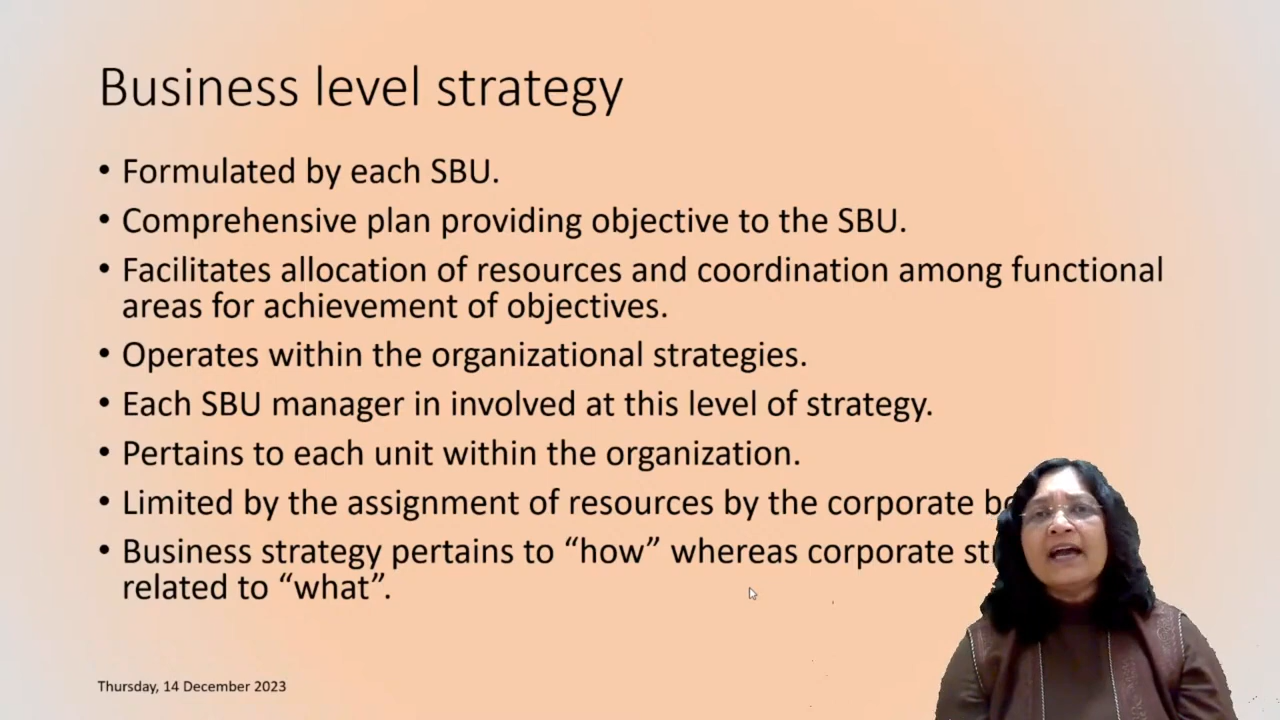 Business level strategy
• Formulated by each SBU.
• Comprehensive plan providing objective to the SBU.
• Facilitates allocation of resources and coordination among functional
areas for achievement of objectives.
• Operates within the organizational strategies.
• Each SBU manager in involved at this level of strategy.
• Pertains to each unit within the organization.
• Limited by the assignment of resources by the corporate
• Business strategy pertains to “how” whereas corporate
related to “what”.
Thursday, 14 December 2023